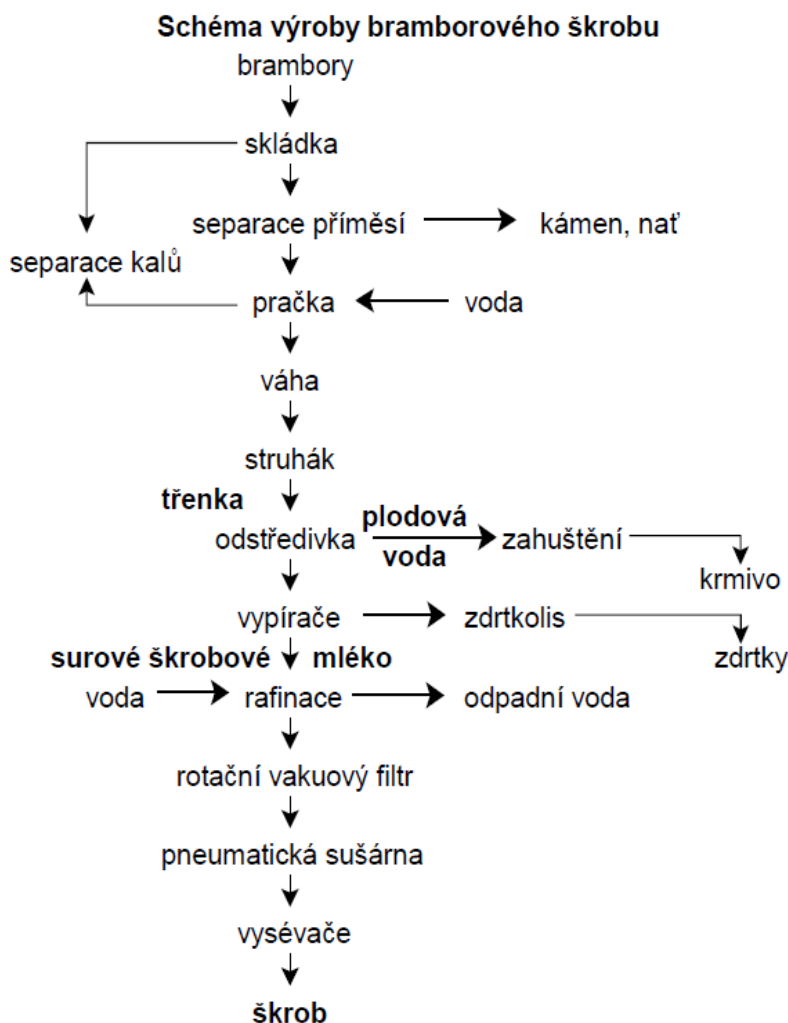 Schéma výroby bramborového škrobu
brambory
skládka
separace příměsí
kámen, nať
separace kalů
pračka
voda
váha
struhák
třenka
plodová
odstředivka
voda
zahuštění
krmivo
vypírače
zdrtkolis
surové škrobové mléko
zdrtky
voda
rafinace
odpadní voda
rotační vakuový filtr
pneumatická sušárna
vysévače
škrob